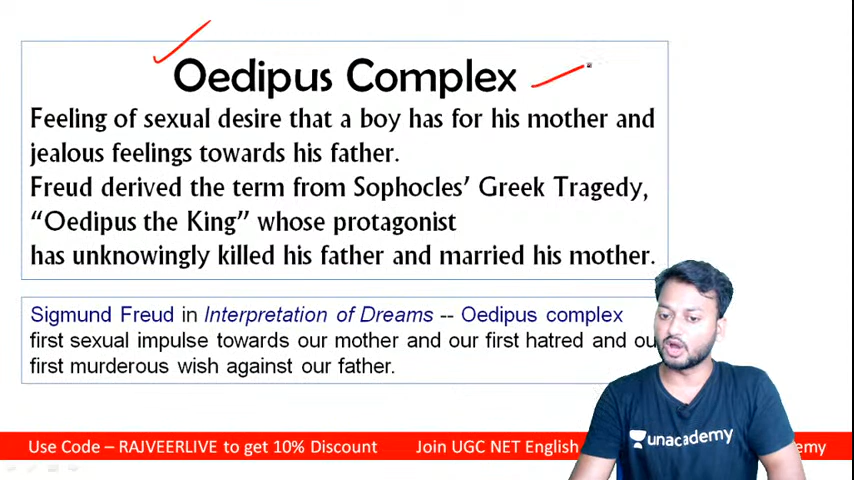 Oedipus Complex
Feeling of sexual desire that a boy has for his mother and
jealous feelings towards his father.
Freud derived the term from Sophocles' Greek Tragedy,
“Oedipus the King” whose protagonist
has unknowingly killed his father and married his mother.
Sigmund Freud in Interpretation of Dreams -- Oedipus complex
first sexual impulse towards our mother and our first hatred and
first murderous wish against our father.
unacademy
Use Code – RAJVEERLIVE to get 10% Discount Join UGC NET English